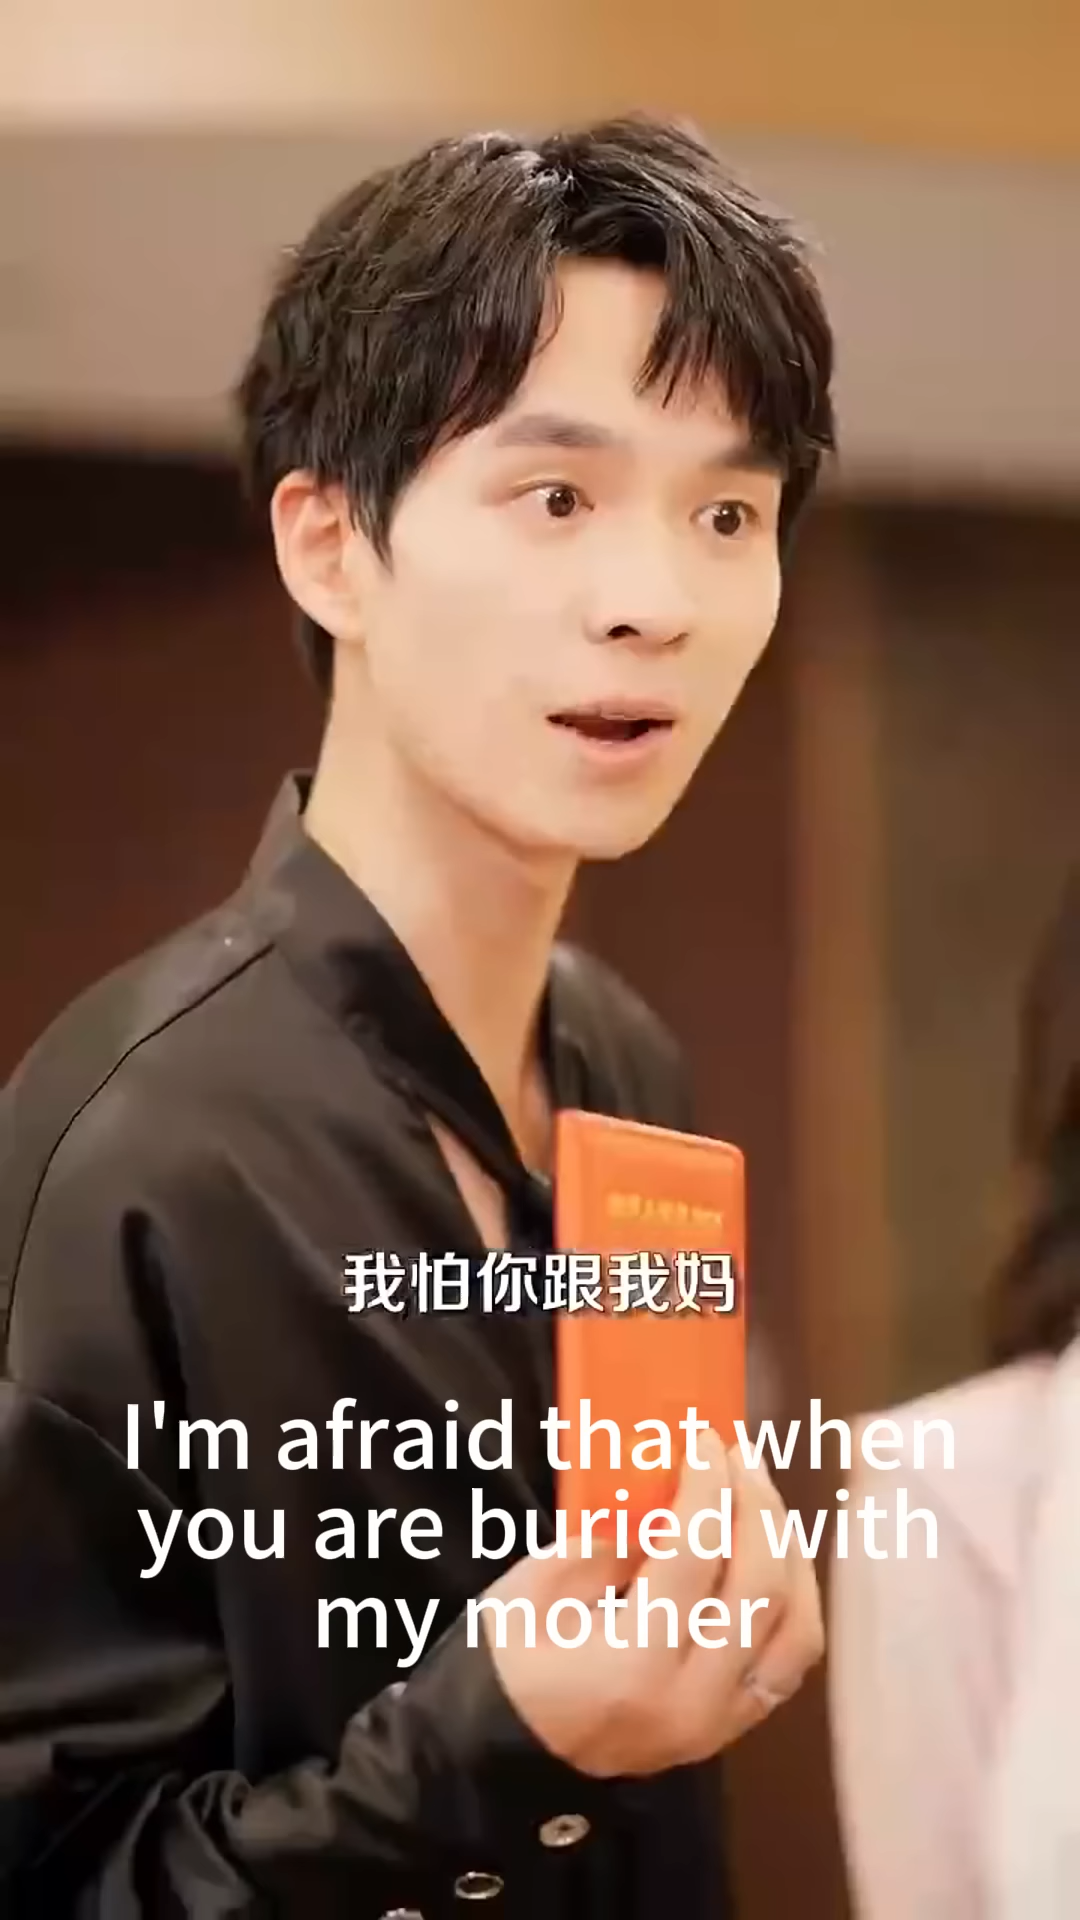 我怕你跟我妈
I'm afraid that when
you are buried with
my mother